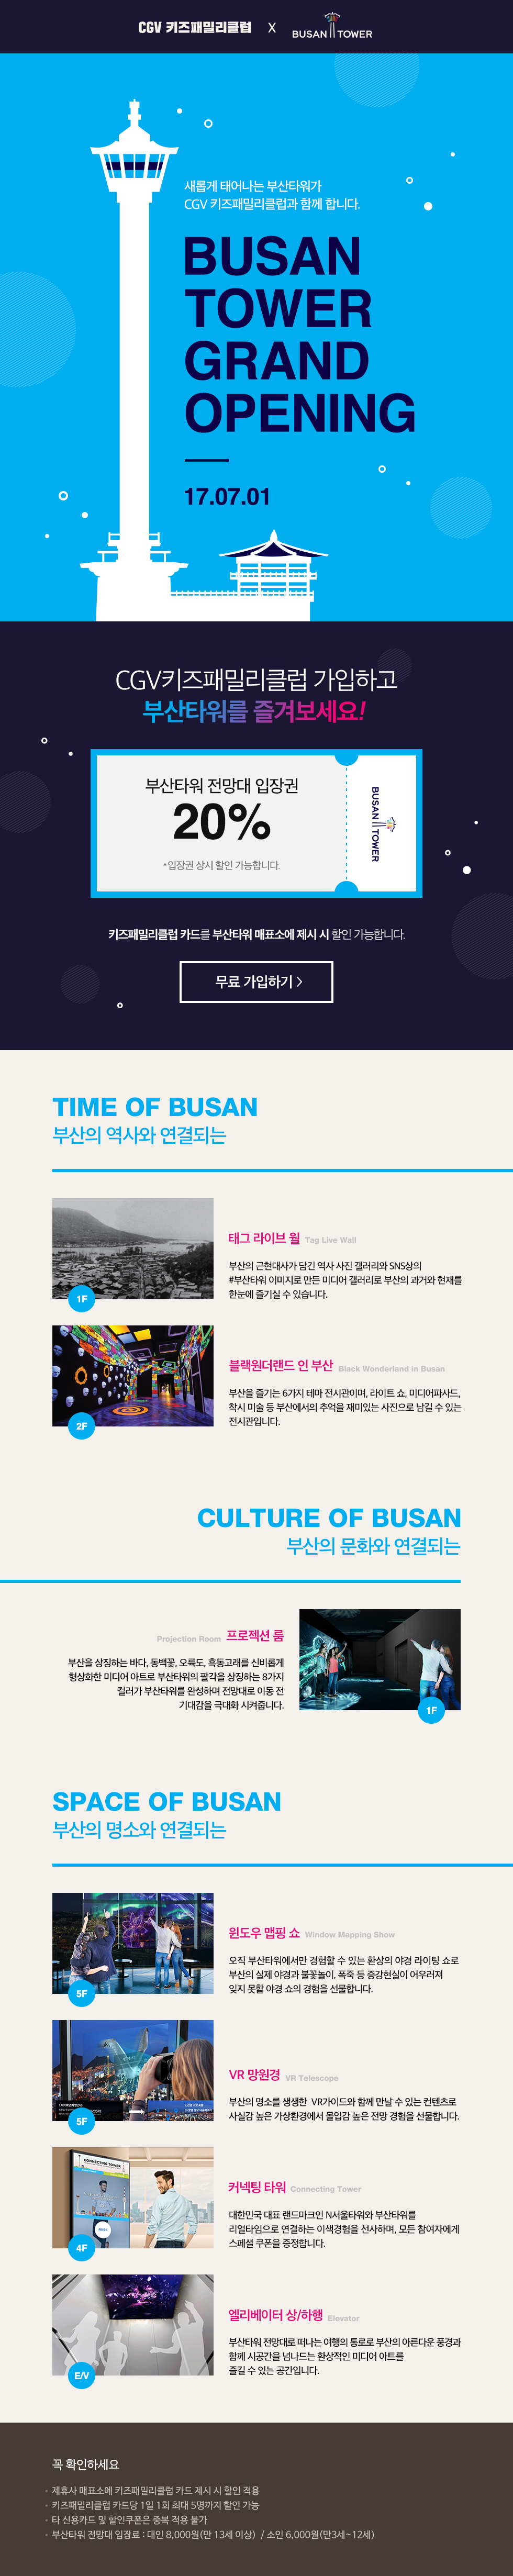 CGV 키즈패밀리클럽 X BUSAN TOWER
새롭게 태어나는 부산타워가
CGV 키즈패밀리클럽과 함께 합니다.
BUSAN
TOWER
GRAND
OPENING
17.07.01
CGV키즈패밀리클럽 가입하고
부산타워를 즐겨보세요!
부산타워 전망대 입장권
20%
*입장권 상시 할인 가능합니다.
BUSAN TOWER
키즈패밀리클럽 카드를 부산타워 매표소에 제시 시 할인 가능합니다.
무료 가입하기 >
TIME OF BUSAN
부산의 역사와 연결되는
태그 라이브 월 Tag Live Wall
부산의 근현대사가 담긴 역사 사진 갤러리와 SNS상의
#부산타워 이미지로 만든 미디어 갤러리로 부산의 과거와 현재를
한눈에 즐기실 수 있습니다.
1F
블랙원더랜드 인 부산 Black Wonderland in Busan
부산을 즐기는 6가지 테마 전시관이며, 라이트 쇼, 미디어파사드,
착시 미술 등 부산에서의 추억을 재미있는 사진으로 남길 수 있는
전시관입니다.
2F
CULTURE OF BUSAN
부산의 문화와 연결되는
Projection Room 프로젝션 룸
부산을 상징하는 바다, 동백꽃, 오륙도, 흑동고래를 신비롭게
형상화한 미디어 아트로 부산타워의 팔각을 상징하는 8가지
컬러가 부산타워를 완성하며 전망대로 이동 전
기대감을 극대화 시켜줍니다.
1F
SPACE OF BUSAN
부산의 명소와 연결되는
윈도우 맵핑 쇼 Window Mapping Show
오직 부산타워에서만 경험할 수 있는 환상의 야경 라이팅 쇼로
부산의 실제 야경과 불꽃놀이, 폭죽 등 증강현실이 어우러져
잊지 못할 야경 쇼의 경험을 선물합니다.
5F
VR 망원경 VR Telescope
부산의 명소를 생생한 VR가이드와 함께 만날 수 있는 컨텐츠로
사실감 높은 가상환경에서 몰입감 높은 전망 경험을 선물합니다.
5F
CONNECTING TOWER
커넥팅 타워 Connecting Tower
대한민국 대표 랜드마크인 N서울타워와 부산타워를
리얼타임으로 연결하는 이색경험을 선사하며, 모든 참여자에게
스페셜 쿠폰을 증정합니다.
4F
엘리베이터 상/하행 Elevator
부산타워 전망대로 떠나는 여행의 통로로 부산의 아른다운 풍경과
함께 시공간을 넘나드는 환상적인 미디어 아트를
즐길 수 있는 공간입니다.
E/V
꼭 확인하세요
· 제휴사 매표소에 키즈패밀리클럽 카드 제시 시 할인 적용
· 키즈패밀리클럽 카드당 1일 1회 최대 5명까지 할인 가능
· 타 신용카드 및 할인쿠폰은 중복 적용 불가
· 부산타워 전망대 입장료 : 대인 8,000원(만 13세 이상) / 소인 6,000원(만3세~12세)